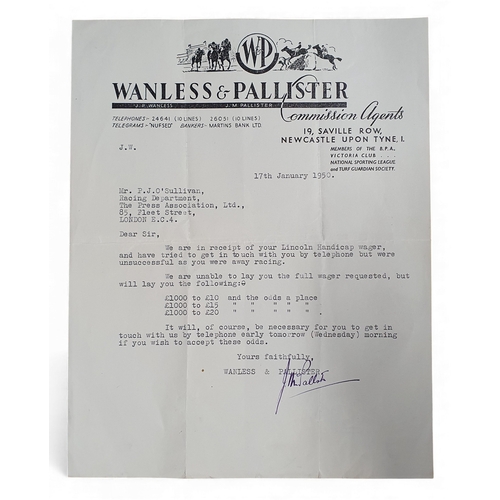 W&P
WANLESS & PALLISTER
J. R. WANLESS J. M. PALLISTER
Commission Agents
TELEPHONES - 24641 (10 LINES) 26051 (10 LINES)
TELEGRAMS - "NUFSED" BANKERS - MARTINS BANK LTD.
19, SAVILLE ROW,
NEWCASTLE UPON TYNE, 1.
MEMBERS OF THE B.P.A.,
VICTORIA CLUB . . .
NATIONAL SPORTING LEAGUE
and TURF GUARDIAN SOCIETY.
J.W.
17th January 1950.
Mr. P.J.O'Sullivan,
Racing Department,
The Press Association, Ltd.,
85, Fleet Street,
LONDON E.C.4.
Dear Sir,
We are in receipt of your Lincoln Handicap wager,
and have tried to get in touch with you by telephone but were
unsuccessful as you were away racing.
We are unable to lay you the full wager requested, but
will lay you the following:
£1000 to £10 and the odds a place
£1000 to £15 " " " " "
£1000 to £20 " " " " "
It will, of course, be necessary for you to get in
touch with us by telephone early tomorrow (Wednesday) morning
if you wish to accept these odds.
Yours faithfully,
WANLESS & PALLISTER
J M Pallister